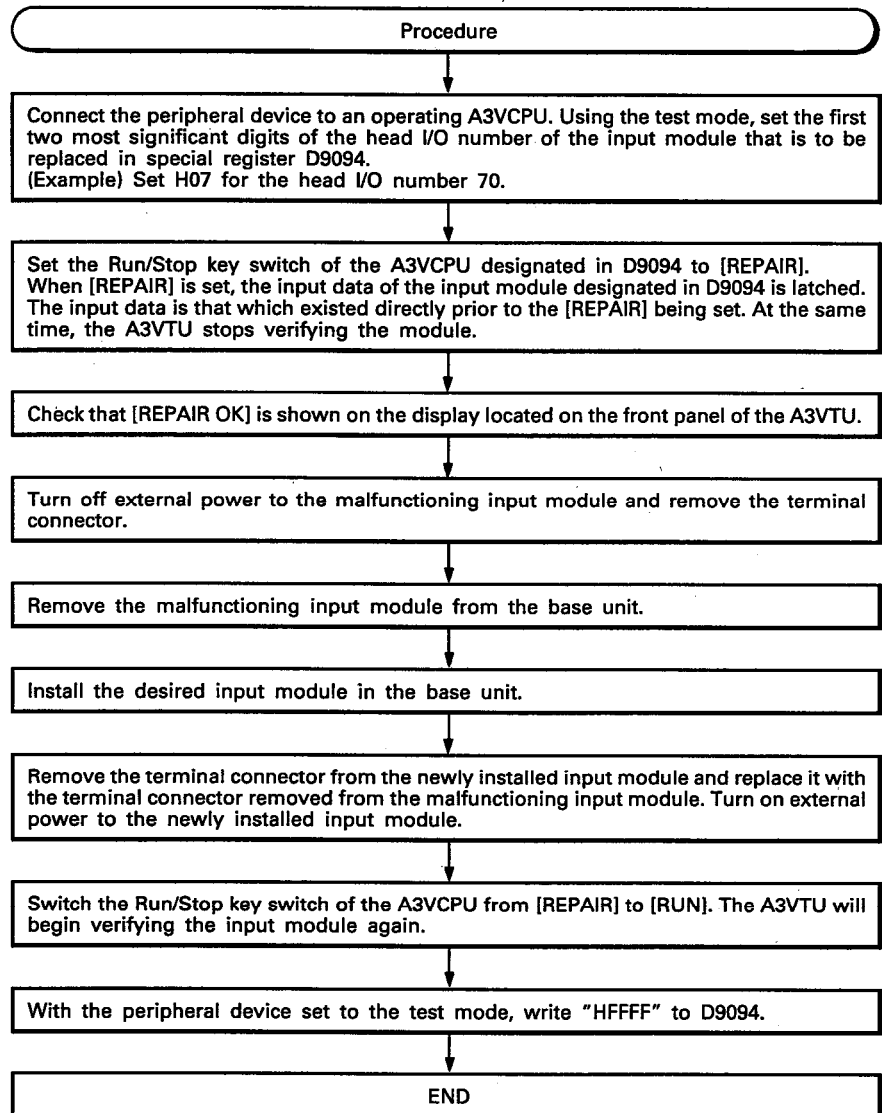 Procedure
Connect the peripheral device to an operating A3VCPU. Using the test mode, set the first
two most significant digits of the head I/O number of the input module that is to be
replaced in special register D9094.
(Example) Set H07 for the head I/O number 70.
Set the Run/Stop key switch of the A3VCPU designated in D9094 to [REPAIR].
When [REPAIR] is set, the input data of the input module designated in D9094 is latched.
The input data is that which existed directly prior to the [REPAIR] being set. At the same
time, the A3VTU stops verifying the module.
Check that [REPAIR OK] is shown on the display located on the front panel of the A3VTU.
Turn off external power to the malfunctioning input module and remove the terminal
connector.
Remove the malfunctioning input module from the base unit.
Install the desired input module in the base unit.
Remove the terminal connector from the newly installed input module and replace it with
the terminal connector removed from the malfunctioning input module. Turn on external
power to the newly installed input module.
Switch the Run/Stop key switch of the A3VCPU from [REPAIR] to [RUN]. The A3VTU will
begin verifying the input module again.
With the peripheral device set to the test mode, write "HFFFF" to D9094.
END